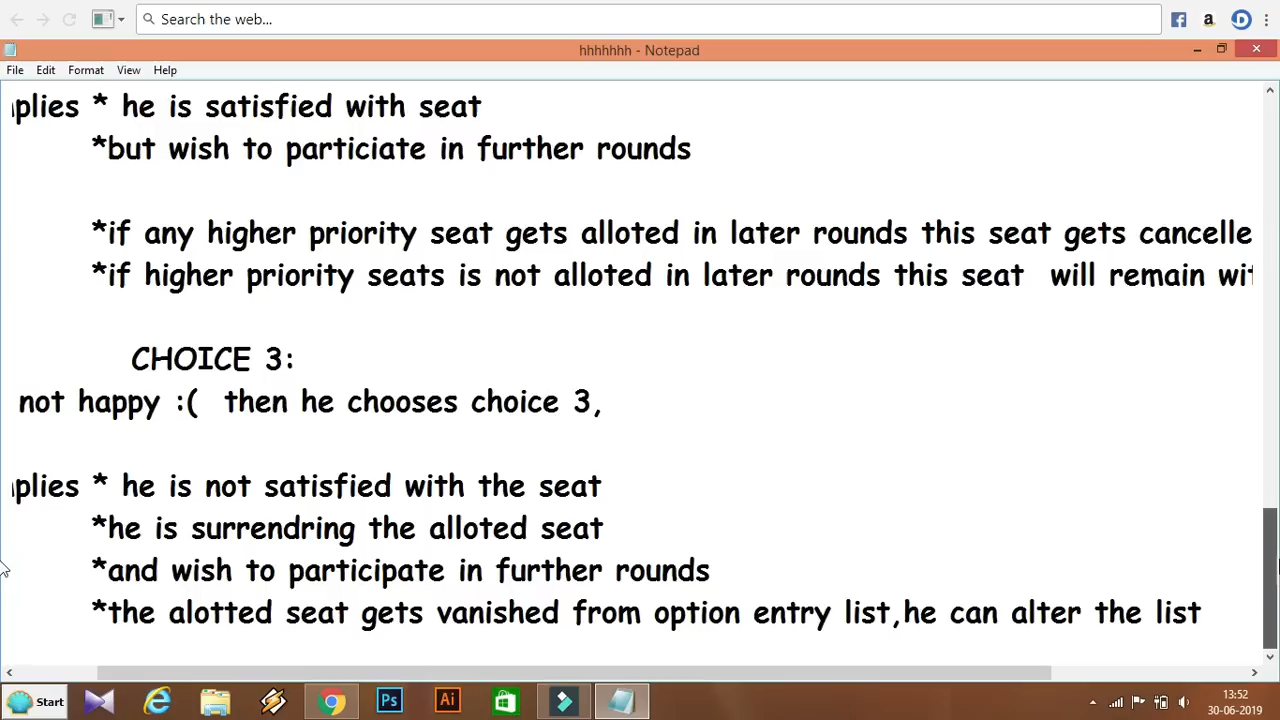 Search the web...
hhhhhhh - Notepad
File Edit Format View Help
plies * he is satisfied with seat
*but wish to particiate in further rounds
*if any higher priority seat gets alloted in later rounds this seat gets cancelle
*if higher priority seats is not alloted in later rounds this seat will remain wit
CHOICE 3:
not happy :( then he chooses choice 3,
plies * he is not satisfied with the seat
*he is surrendring the alloted seat
*and wish to participate in further rounds
*the alotted seat gets vanished from option entry list,he can alter the list
Start Ps Ai 13:52
30-06-2019